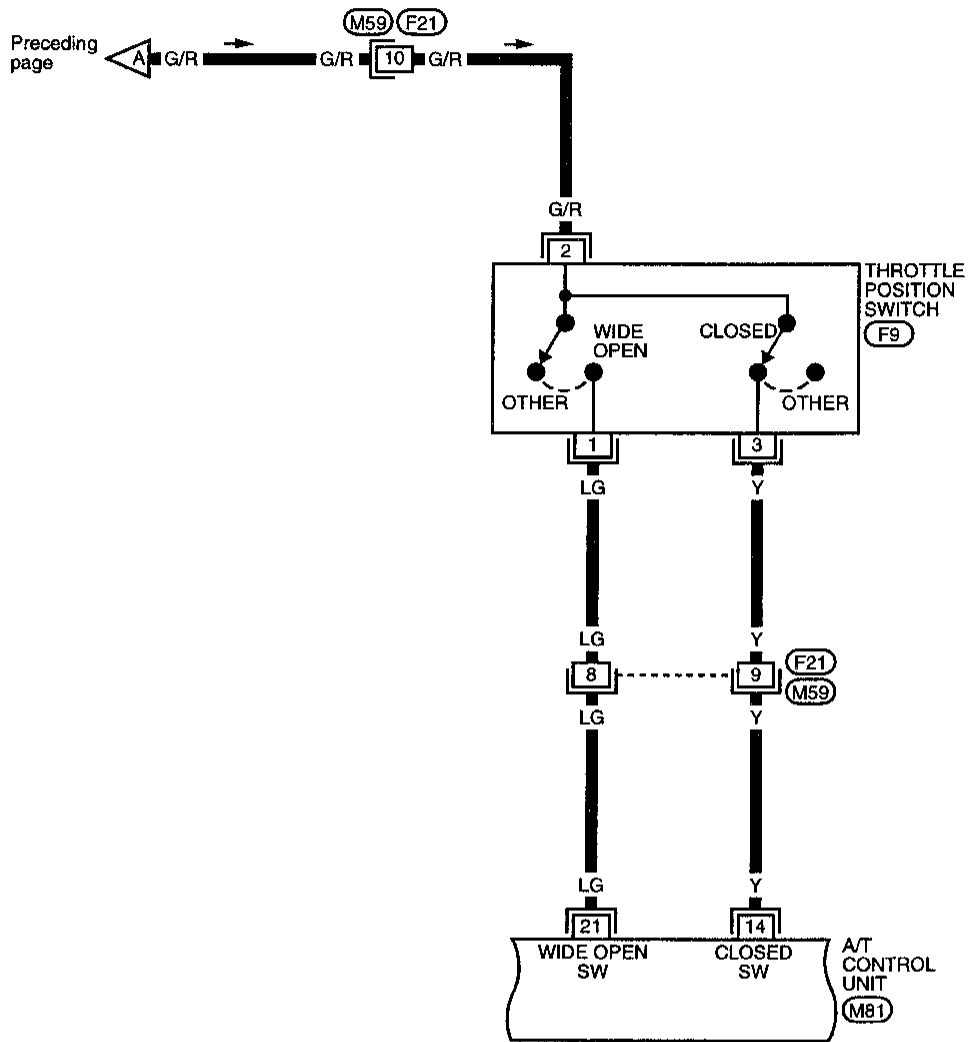 M59 F21
Preceding
page
A G/R G/R 10 G/R
G/R
2
THROTTLE
POSITION
SWITCH
F9
WIDE
OPEN
CLOSED
OTHER
OTHER
1 3
LG Y
LG Y
8 9
F21
M59
LG Y
LG Y
21 14
WIDE OPEN
SW
CLOSED
SW
A/T
CONTROL
UNIT
M81